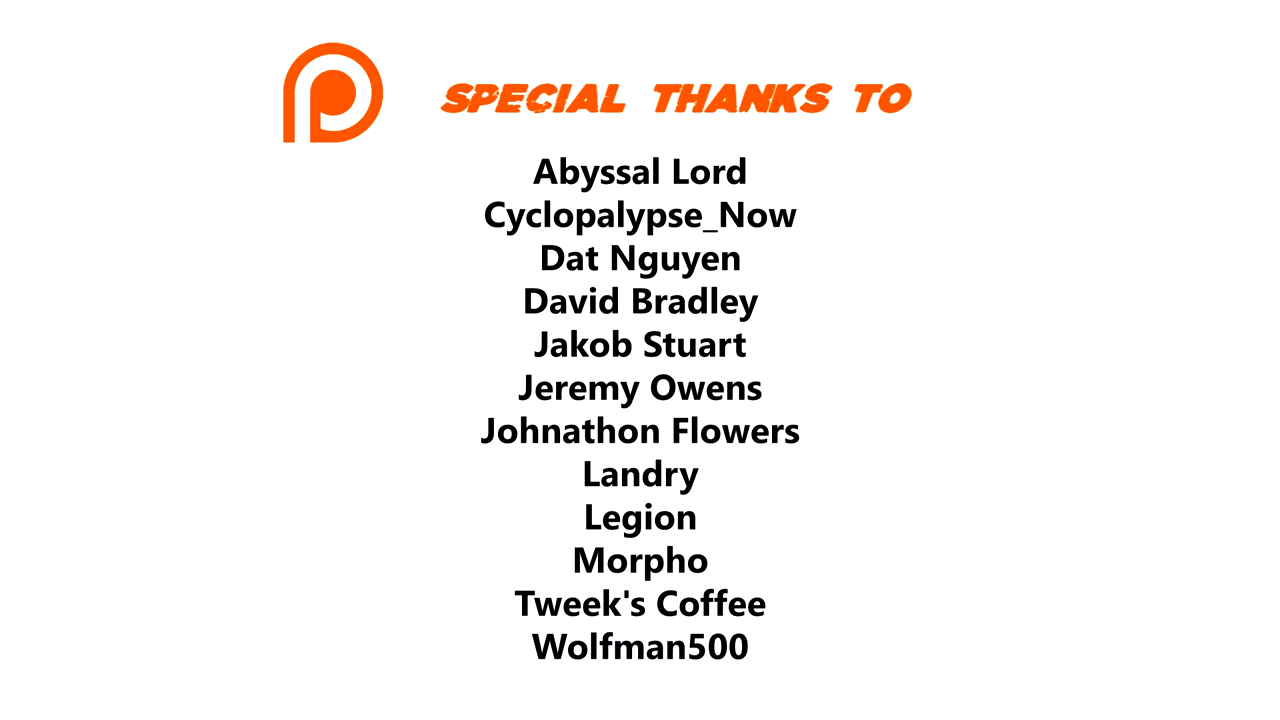 SPECIAL THANKS TO
Abyssal Lord
Cyclopalypse_Now
Dat Nguyen
David Bradley
Jakob Stuart
Jeremy Owens
Johnathon Flowers
Landry
Legion
Morpho
Tweek's Coffee
Wolfman500